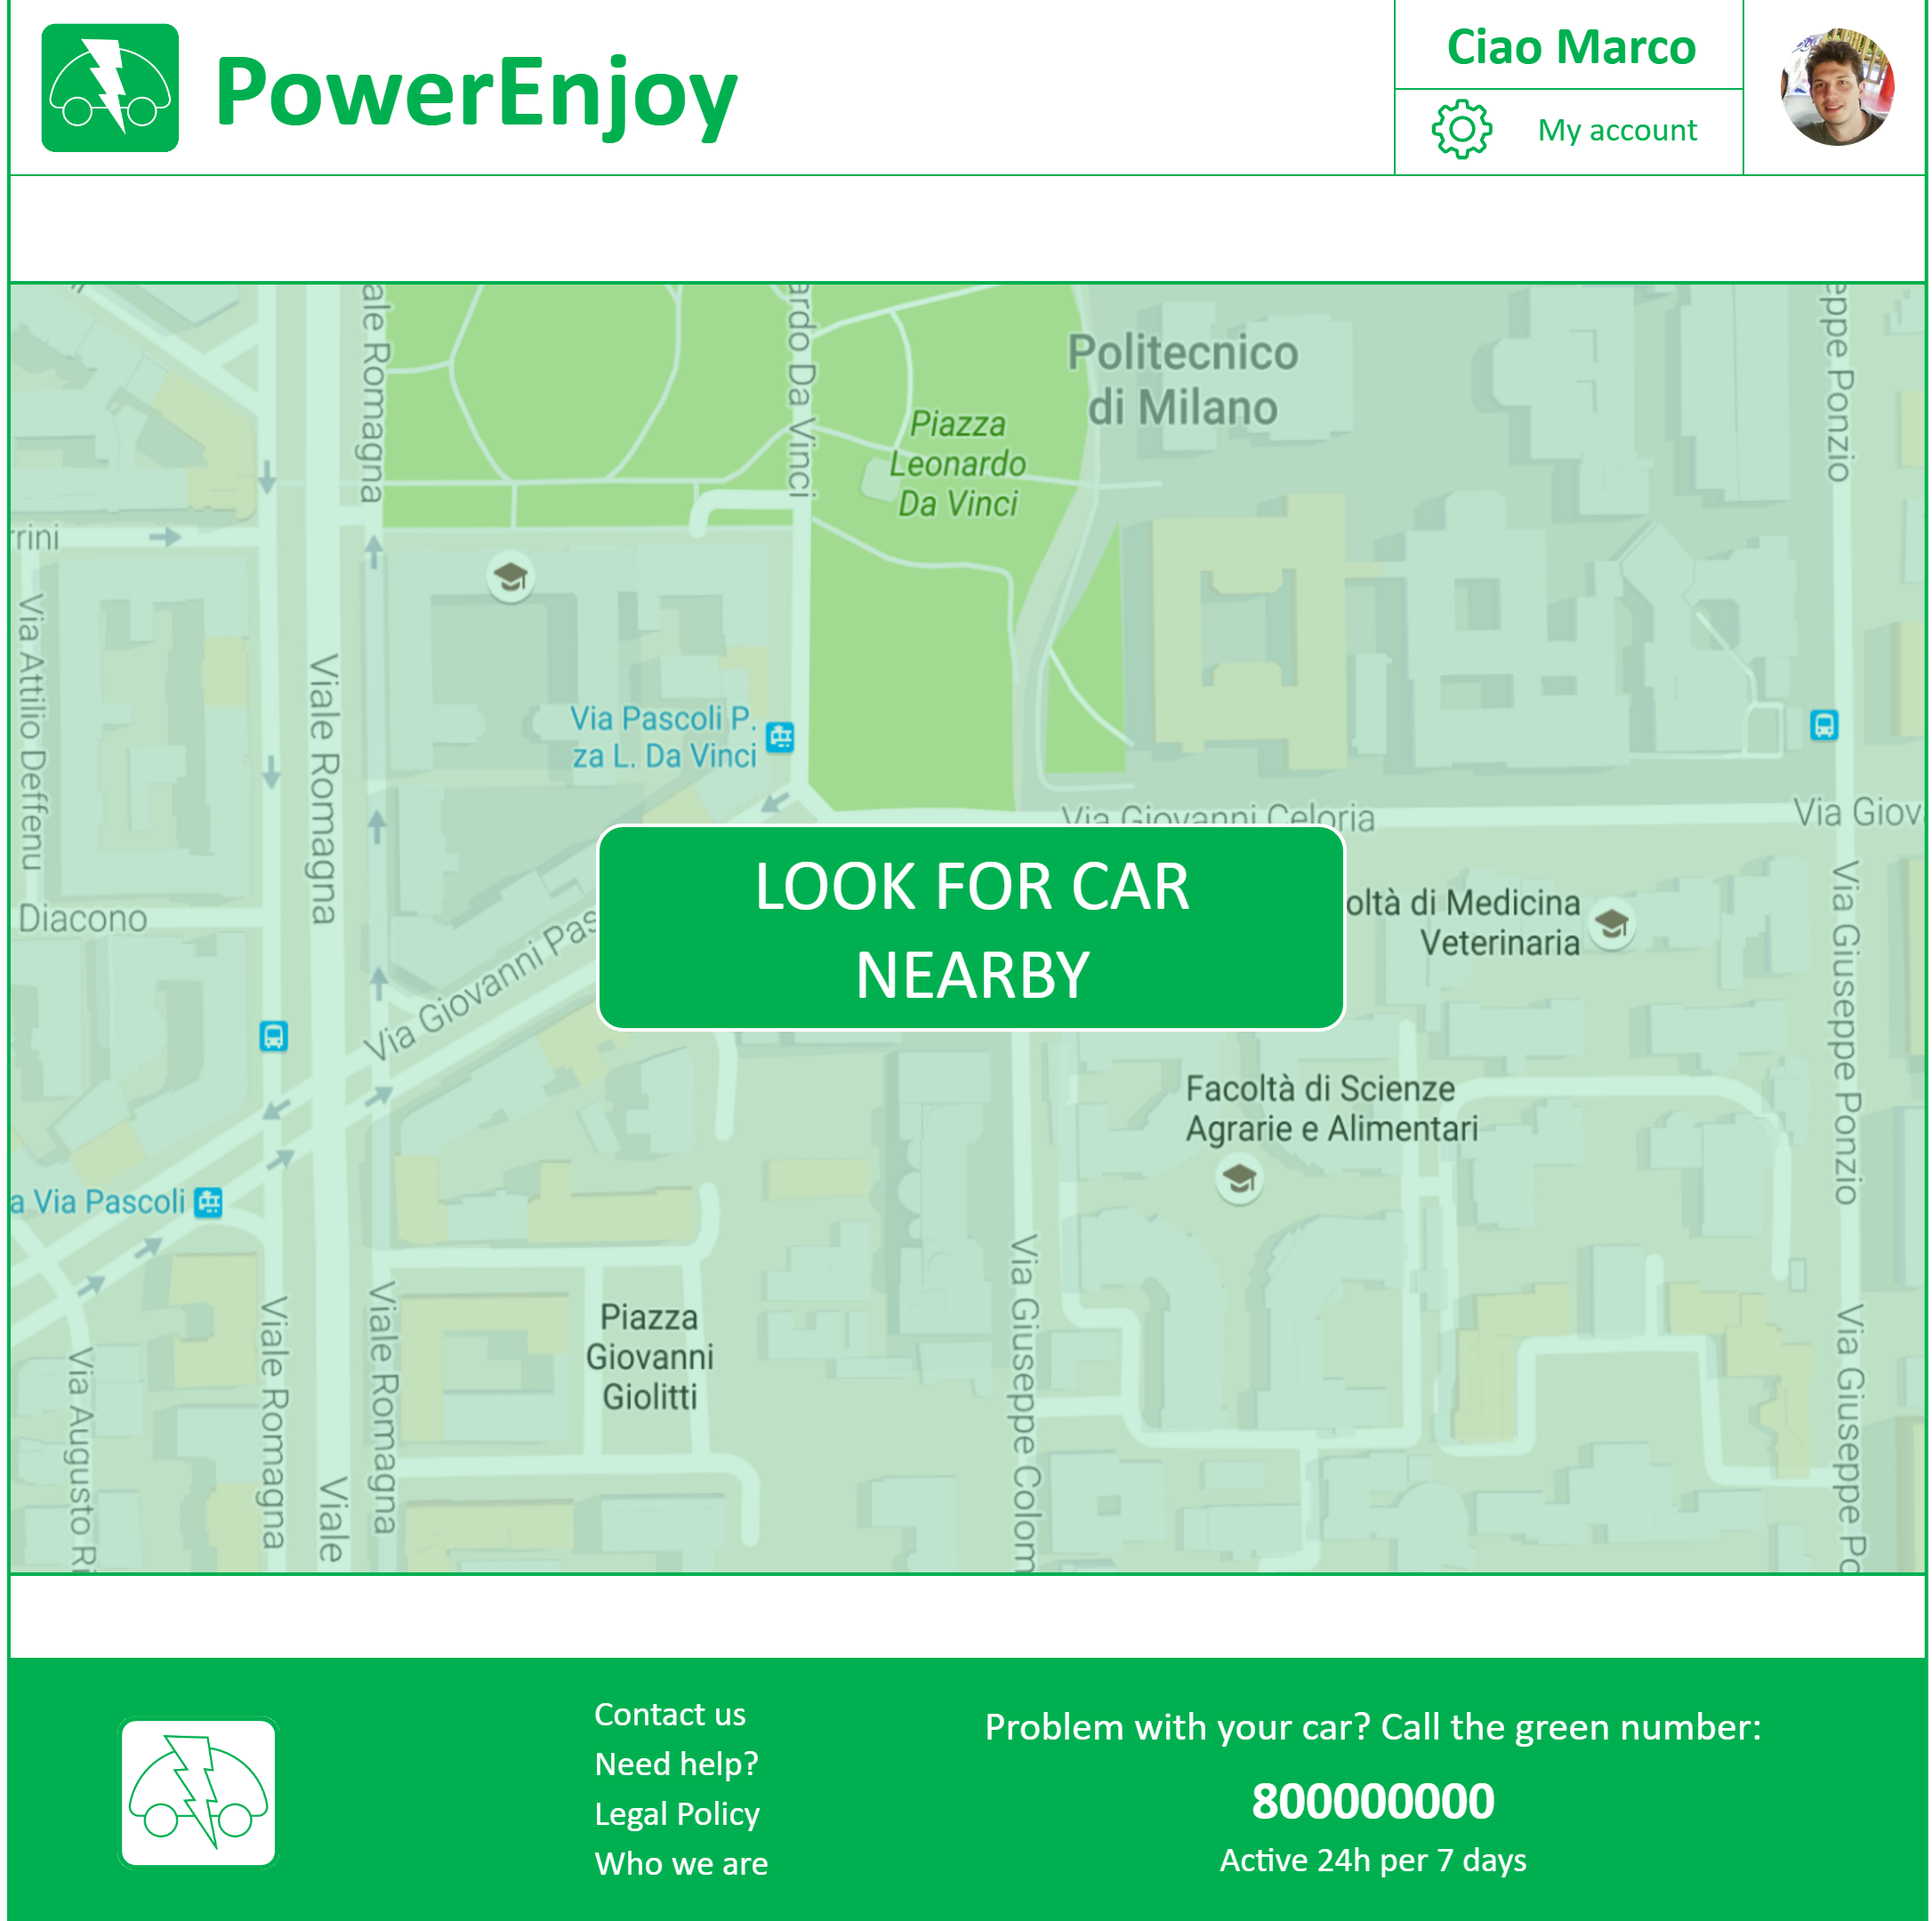 PowerEnjoy
Ciao Marco
My account
ale Romagna
ardo Da Vinci
Politecnico
di Milano
eppe Ponzio
Piazza
Leonardo
Da Vinci
rrini
Via Attilio Deffenu
Viale Romagna
Via Pascoli P.
za L. Da Vinci
Via Giovanni Celoria
Via Giov
LOOK FOR CAR
NEARBY
Diacono
Via Giovanni Pas
oltà di Medicina
Veterinaria
Via Giuseppe Ponzio
Facoltà di Scienze
Agrarie e Alimentari
a Via Pascoli
Piazza
Giovanni
Giolitti
Via Augusto Ri
Viale Romagna
Viale
Viale Romagna
Via Giuseppe Colom
Via Giuseppe Po
Contact us
Need help?
Legal Policy
Who we are
Problem with your car? Call the green number:
800000000
Active 24h per 7 days